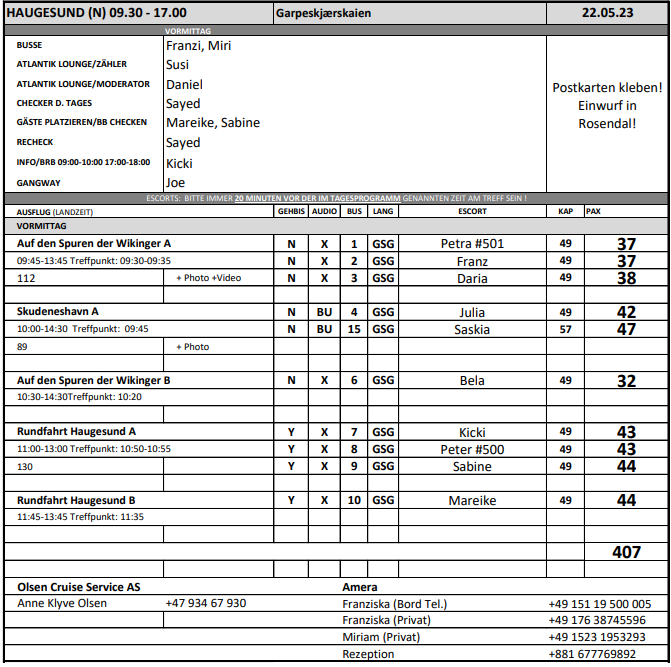 HAUGESUND (N) 09.30 - 17.00 Garpeskjærskaien 22.05.23
VORMITTAG
BUSSE Franzi, Miri
ATLANTIK LOUNGE/ZÄHLER Susi
ATLANTIK LOUNGE/MODERATOR Daniel
CHECKER D. TAGES Sayed
GÄSTE PLATZIEREN/BB CHECKEN Mareike, Sabine
RECHECK Sayed
INFO/BRB 09:00-10:00 17:00-18:00 Kicki
GANGWAY Joe
Postkarten kleben!
Einwurf in
Rosendal!
ESCORTS: BITTE IMMER 20 MINUTEN VOR DER IM TAGESPROGRAMM GENANNTEN ZEIT AM TREFF SEIN !
AUSFLUG (LANDZEIT) GEHBIS AUDIO BUS LANG ESCORT KAP PAX
VORMITTAG
Auf den Spuren der Wikinger A N X 1 GSG Petra #501 49 37
09:45-13:45 Treffpunkt: 09:30-09:35 N X 2 GSG Franz 49 37
112 + Photo +Video N X 3 GSG Daria 49 38
Skudeneshavn A N BU 4 GSG Julia 49 42
10:00-14:30 Treffpunkt: 09:45 N BU 15 GSG Saskia 57 47
89 + Photo
Auf den Spuren der Wikinger B N X 6 GSG Bela 49 32
10:30-14:30Treffpunkt: 10:20
Rundfahrt Haugesund A Y X 7 GSG Kicki 49 43
11:00-13:00 Treffpunkt: 10:50-10:55 Y X 8 GSG Peter #500 49 43
130 Y X 9 GSG Sabine 49 44
Rundfahrt Haugesund B Y X 10 GSG Mareike 49 44
11:45-13:45 Treffpunkt: 11:35
407
Olsen Cruise Service AS Amera
Anne Klyve Olsen +47 934 67 930 Franziska (Bord Tel.) +49 151 19 500 005
Franziska (Privat) +49 176 38745596
Miriam (Privat) +49 1523 1953293
Rezeption +881 677769892